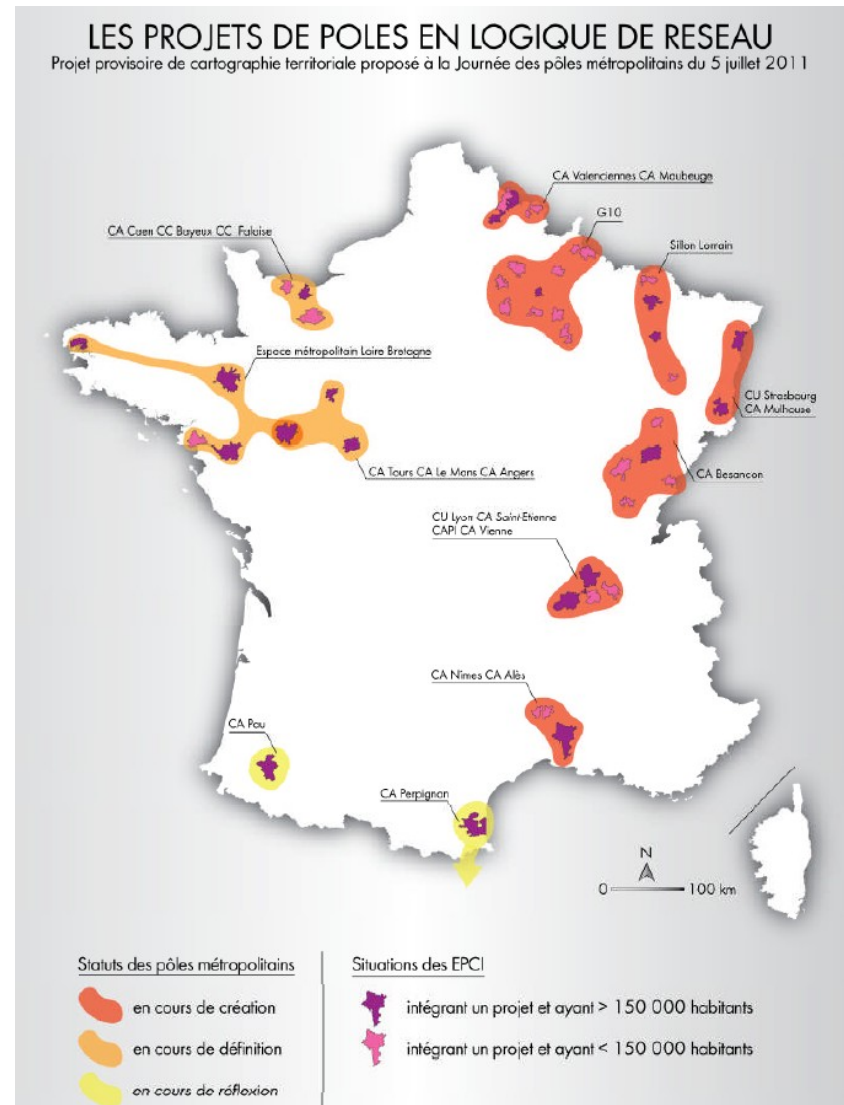 LES PROJETS DE POLES EN LOGIQUE DE RESEAU
Projet provisoire de cartographie territoriale proposé à la Journée des pôles métropolitains du 5 juillet 2011
CA Valenciennes CA Maubeuge
G10
CA Caen CC Bayeux CC Falaise
Sillon Lorrain
Espace métropolitain Loire Bretagne
CU Strasbourg
CA Mulhouse
CA Tours CA Le Mans CA Angers
CA Besancon
CU Lyon CA Saint-Etienne
CAPI CA Vienne
CA Nîmes CA Alès
CA Pau
CA Perpignan
N
0 100 km
Statuts des pôles métropolitains
en cours de création
en cours de définition
en cours de réflexion
Situations des EPCI
intégrant un projet et ayant > 150 000 habitants
intégrant un projet et ayant < 150 000 habitants